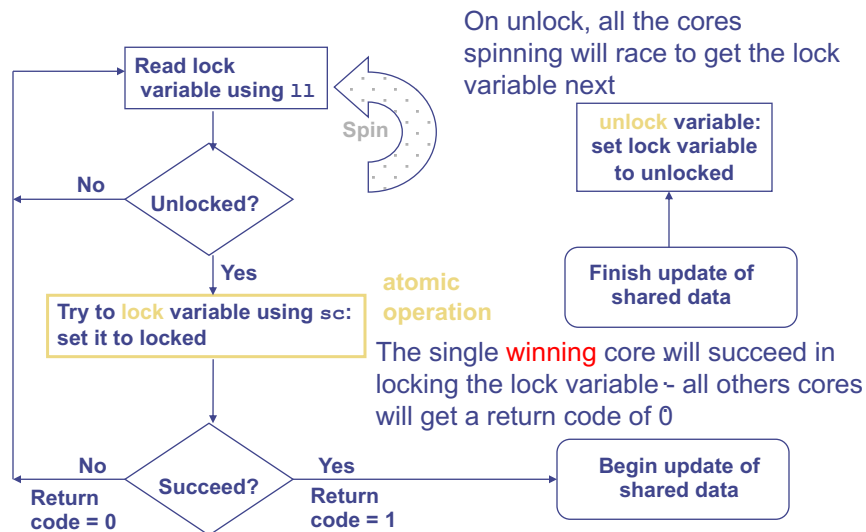 On unlock, all the cores
spinning will race to get the lock
variable next
Read lock
variable using ll
Spin
unlock variable:
set lock variable
to unlocked
No
Unlocked?
Yes
Finish update of
shared data
atomic
operation
Try to lock variable using sc:
set it to locked
The single winning core will succeed in
locking the lock variable - all others cores
will get a return code of 0
No
Succeed?
Yes
Return
code = 0
Return
code = 1
Begin update of
shared data